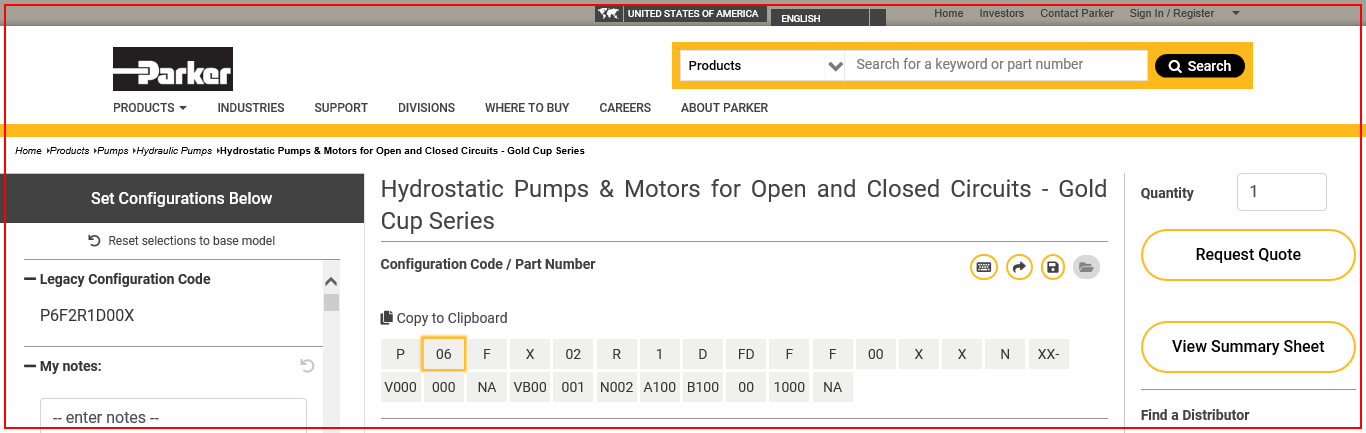 UNITED STATES OF AMERICA ENGLISH Home Investors Contact Parker Sign In / Register
Parker
Products Search for a keyword or part number Search
PRODUCTS INDUSTRIES SUPPORT DIVISIONS WHERE TO BUY CAREERS ABOUT PARKER
Home Products Pumps Hydraulic Pumps Hydrostatic Pumps & Motors for Open and Closed Circuits - Gold Cup Series
Set Configurations Below
Reset selections to base model
Legacy Configuration Code
P6F2R1D00X
My notes:
-- enter notes --
Hydrostatic Pumps & Motors for Open and Closed Circuits - Gold
Cup Series
Configuration Code / Part Number
Copy to Clipboard
P 06 F X 02 R 1 D FD F F 00 X X N XX-
V000 000 NA VB00 001 N002 A100 B100 00 1000 NA
Quantity 1
Request Quote
View Summary Sheet
Find a Distributor